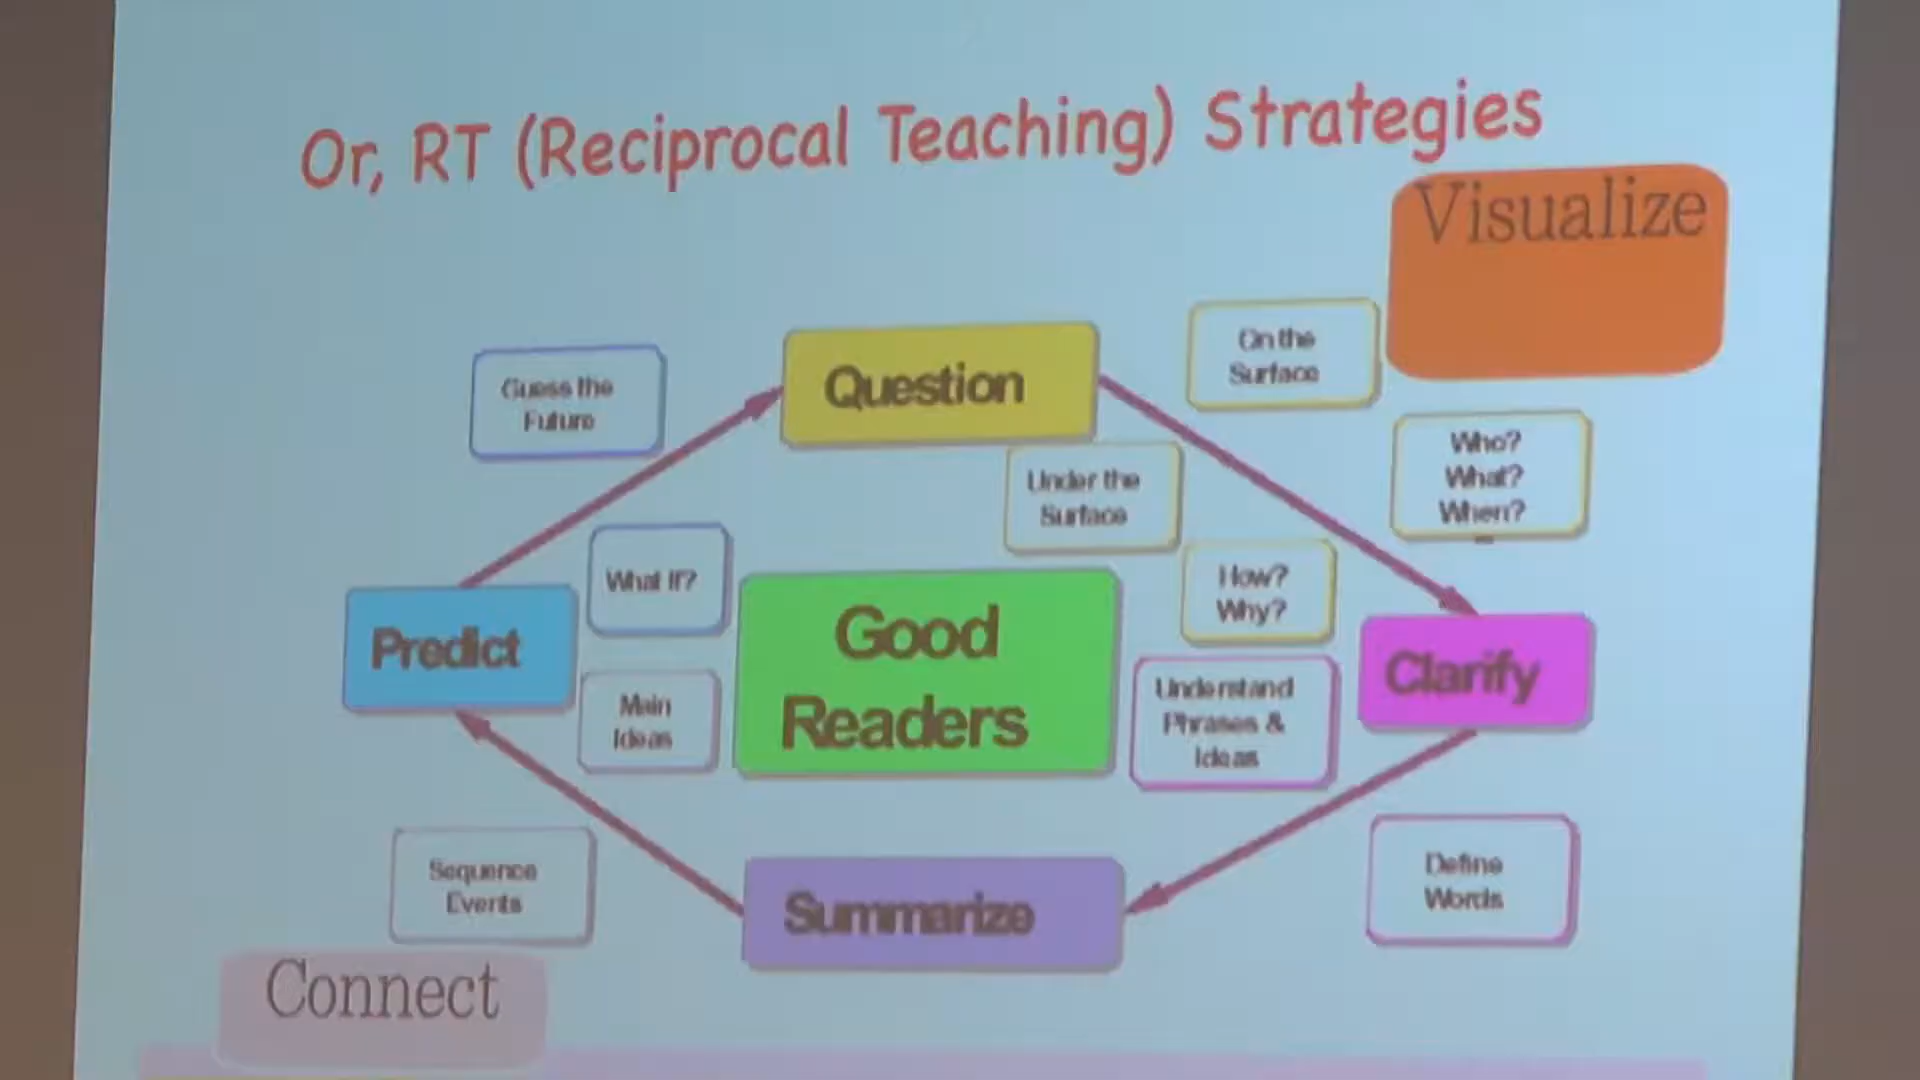 Or, RT (Reciprocal Teaching) Strategies
Visualize
On the
Surface
Question
Guess the
Future
Who?
What?
When?
Under the
Surface
What If?
How?
Why?
Predict
Good
Readers
Clarify
Main
Ideas
Understand
Phrases &
Ideas
Sequence
Events
Summarize
Define
Words
Connect